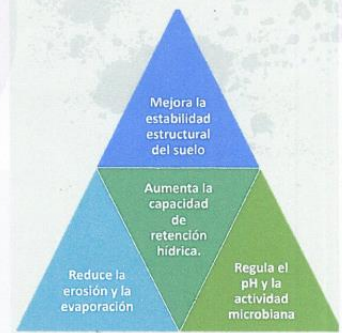 Mejora la
estabilidad
estructural
del suelo
Aumenta la
capacidad
de
retención
hídrica.
Reduce la
erosión y la
evaporación
Regula el
pH y la
actividad
microbiana